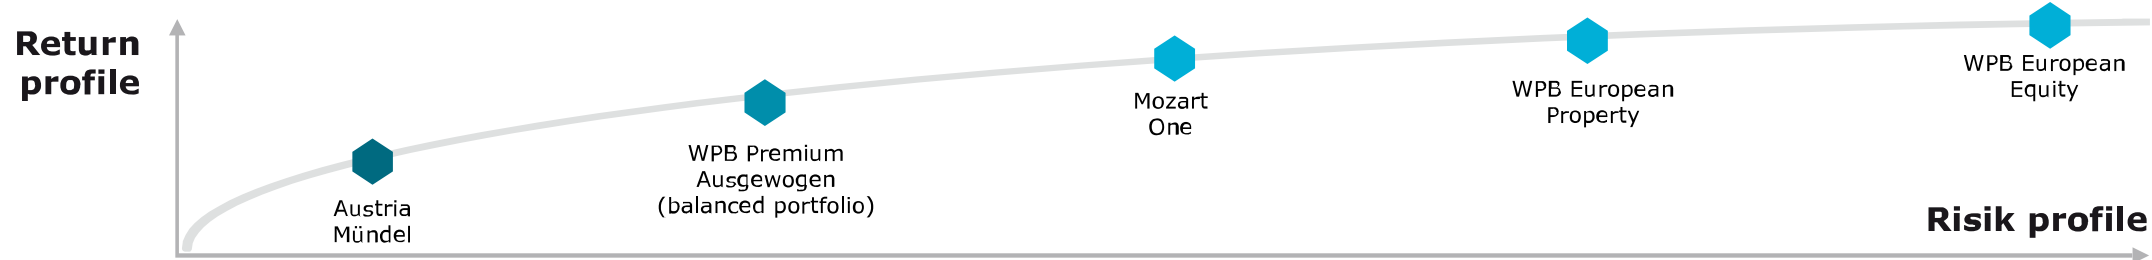 Return
profile
Austria
Mündel
WPB Premium
Ausgewogen
(balanced portfolio)
Mozart
One
WPB European
Property
WPB European
Equity
Risik profile